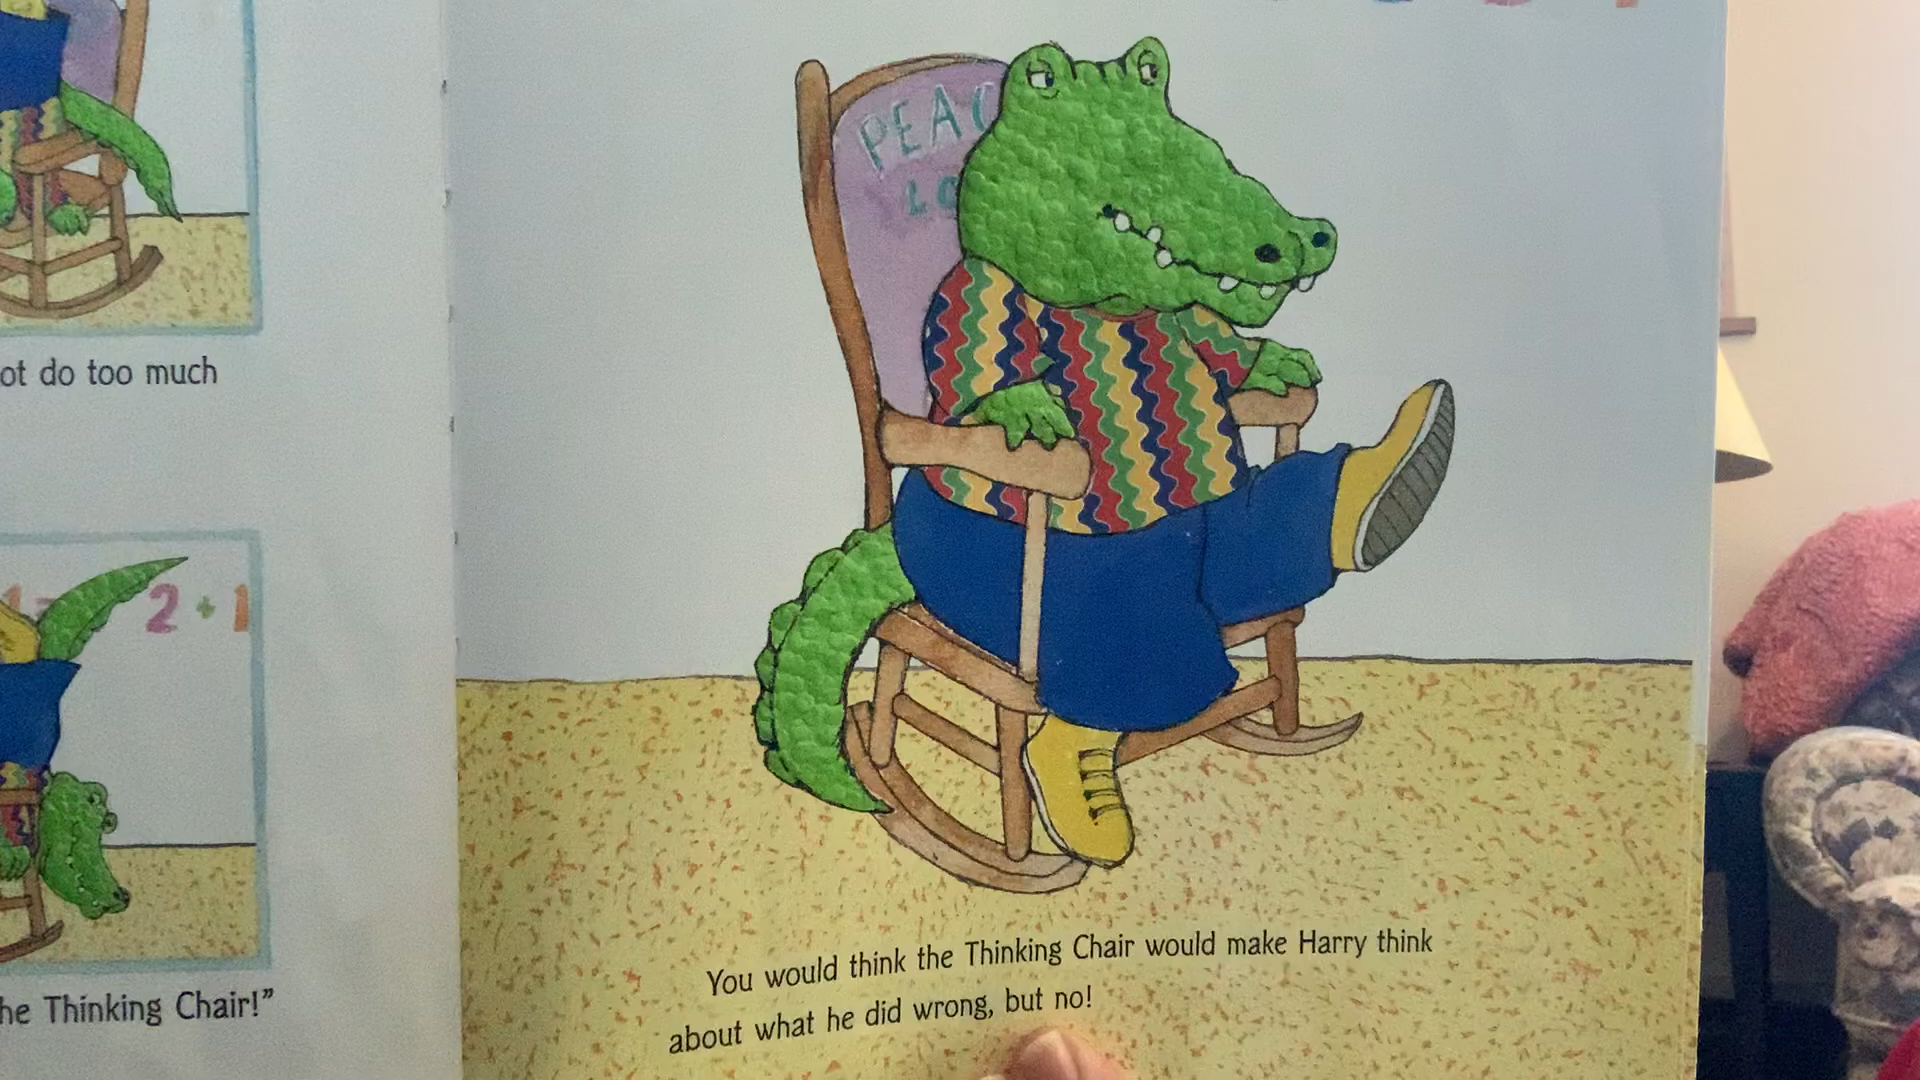 ot do too much
2 + 1
he Thinking Chair!”
PEAC
LO
You would think the Thinking Chair would make Harry think
about what he did wrong, but no!